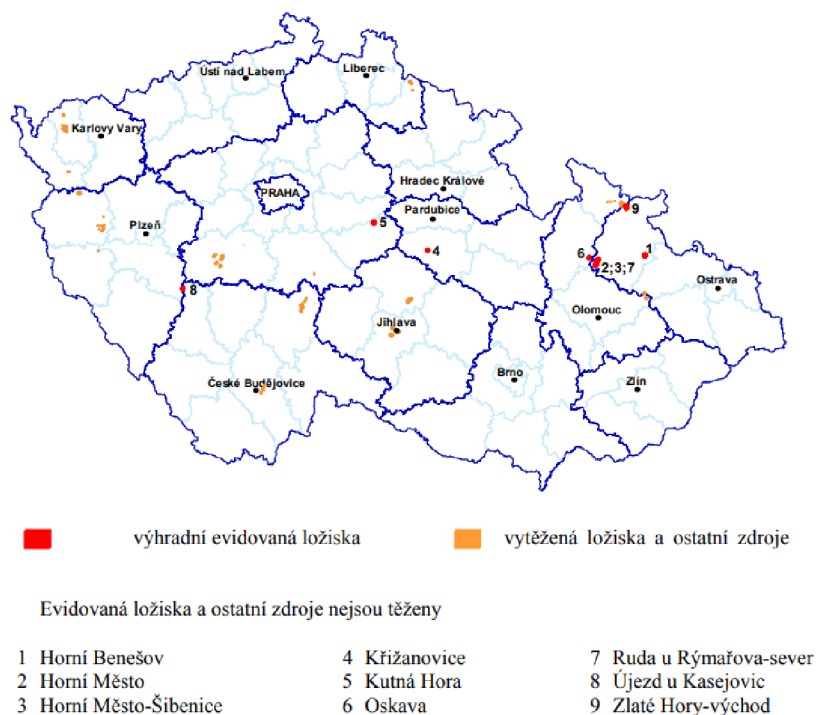 Ústí nad Labem
Liberec
Karlovy Vary
Hradec Králové
PRAHA
Pardubice
9
5
Plzeň
4
6
1
2;3;7
Ostrava
8
Olomouc
Jihlava
Brno
České Budějovice
Zlín
výhradní evidovaná ložiska
vytěžená ložiska a ostatní zdroje
Evidovaná ložiska a ostatní zdroje nejsou těženy
1 Horní Benešov
2 Horní Město
3 Horní Město-Šibenice
4 Křižanovice
5 Kutná Hora
6 Oskava
7 Ruda u Rýmařova-sever
8 Újezd u Kasejovic
9 Zlaté Hory-východ